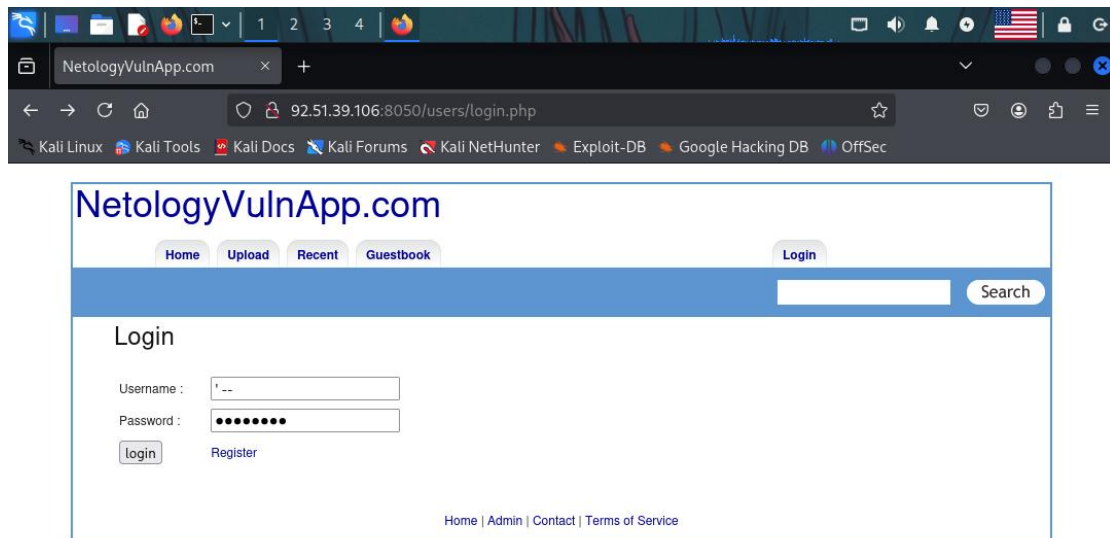 1 2 3 4
NetologyVulnApp.com
92.51.39.106:8050/users/login.php
Kali Linux Kali Tools Kali Docs Kali Forums Kali NetHunter Exploit-DB Google Hacking DB OffSec
NetologyVulnApp.com
Home Upload Recent Guestbook Login
Search
Login
Username : ' --
Password : ••••••••
login Register
Home | Admin | Contact | Terms of Service